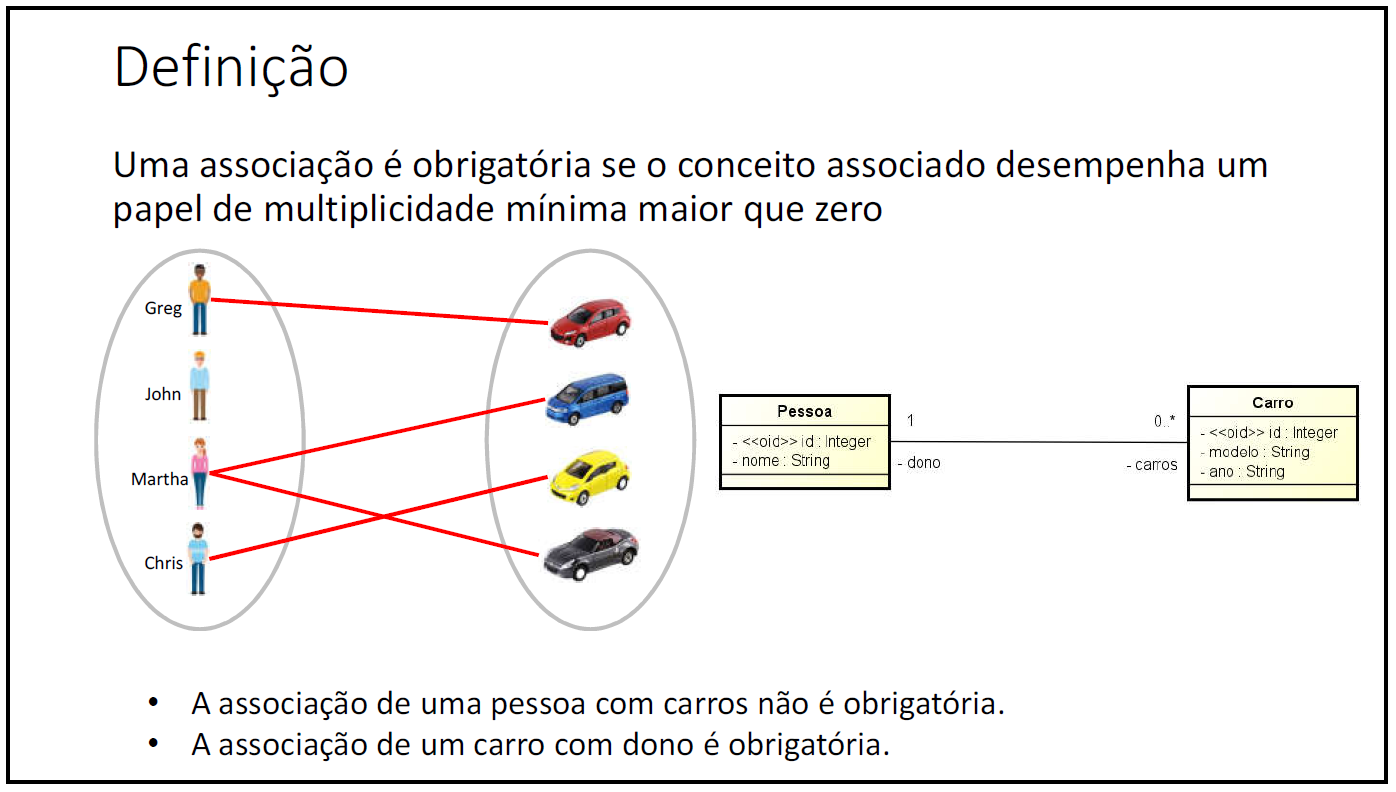 Definição
Uma associação é obrigatória se o conceito associado desempenha um
papel de multiplicidade mínima maior que zero
Greg
John
Martha
Chris
Pessoa
- <<oid>> id : Integer
- nome : String
1
- dono
0..*
- carros
Carro
- <<oid>> id : Integer
- modelo : String
- ano : String
• A associação de uma pessoa com carros não é obrigatória.
• A associação de um carro com dono é obrigatória.